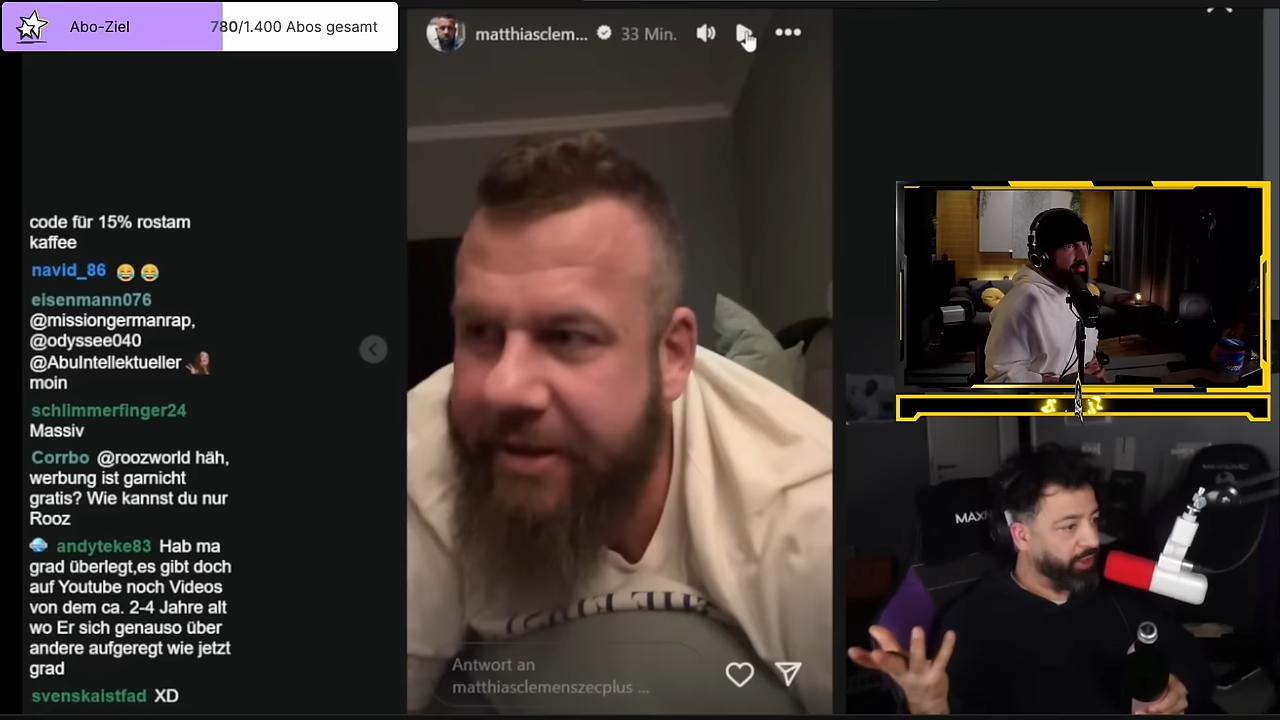 Abo-Ziel
780/1.400 Abos gesamt
matthiasclem...
33 Min.
code für 15% rostam
kaffee
navid_86 😂 😂
eisenmann076
@missiongermanrap,
@odyssee040
@AbuIntellektueller
moin
schlimmerfinger24
Massiv
Corrbo @roozworld häh,
werbung ist garnicht
gratis? Wie kannst du nur
Rooz
andyteke83 Hab ma
grad überlegt,es gibt doch
auf Youtube noch Videos
von dem ca. 2-4 Jahre alt
wo Er sich genauso über
andere aufgeregt wie jetzt
grad
svenskalstfad XD
Antwort an
matthiasclemenszecplus ...